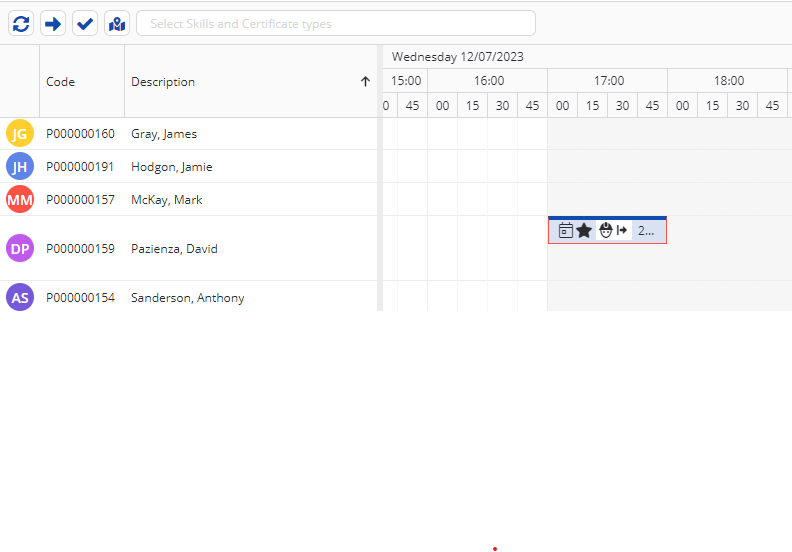 Select Skills and Certificate types
Wednesday 12/07/2023
Code Description
15:00 16:00 17:00 18:00
0 45 00 15 30 45 00 15 30 45 00 15 30 45
JG P000000160 Gray, James
JH P000000191 Hodgon, Jamie
MM P000000157 McKay, Mark
DP P000000159 Pazienza, David 2...
AS P000000154 Sanderson, Anthony